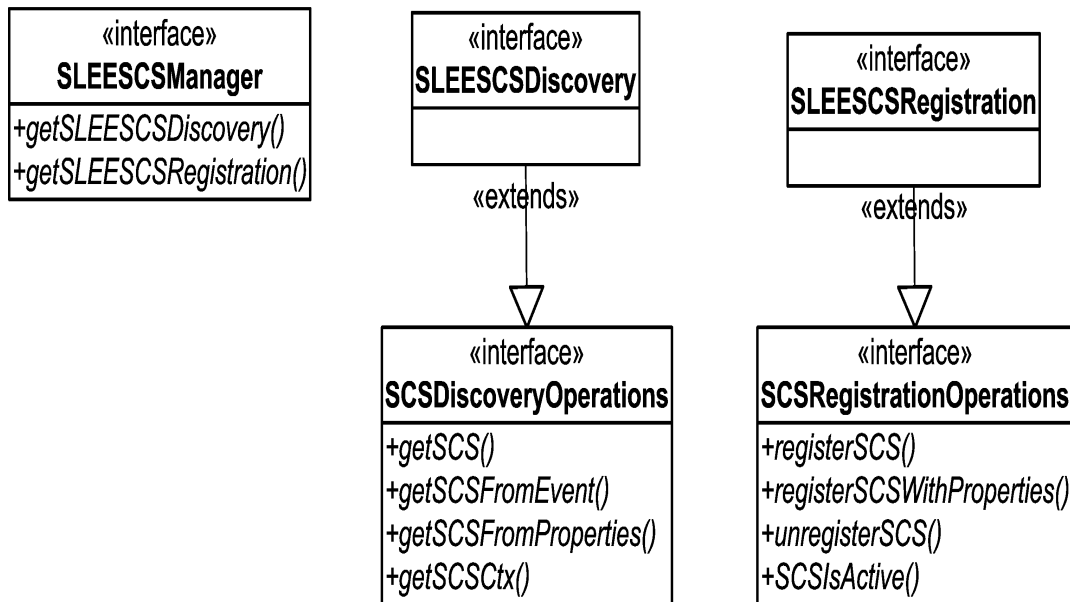 «interface»
SLEESCSManager
+getSLEESCSDiscovery()
+getSLEESCSRegistration()
«interface»
SLEESCSDiscovery
«extends»
«interface»
SLEESCSRegistration
«extends»
«interface»
SCSDiscoveryOperations
+getSCS()
+getSCSFromEvent()
+getSCSFromProperties()
+getSCSCtx()
«interface»
SCSRegistrationOperations
+registerSCS()
+registerSCSWithProperties()
+unregisterSCS()
+SCSIsActive()